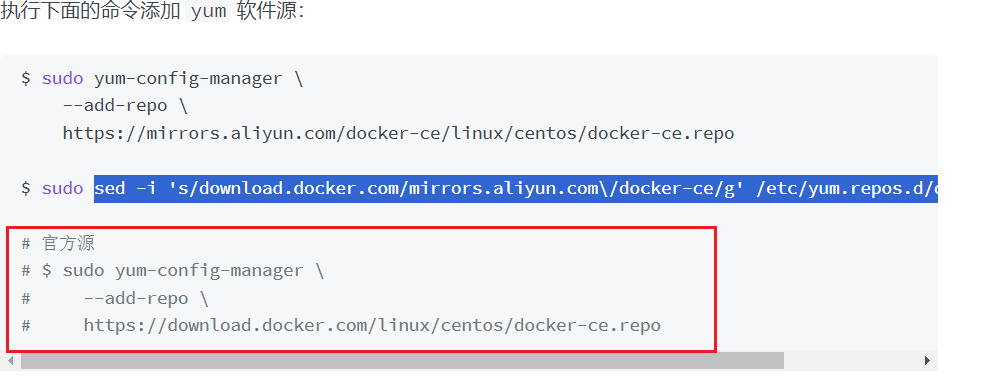 执行下面的命令添加 yum 软件源：
$ sudo yum-config-manager \
--add-repo \
https://mirrors.aliyun.com/docker-ce/linux/centos/docker-ce.repo
$ sudo sed -i 's/download.docker.com/mirrors.aliyun.com\/docker-ce/g' /etc/yum.repos.d/
# 官方源
# $ sudo yum-config-manager \
# --add-repo \
# https://download.docker.com/linux/centos/docker-ce.repo